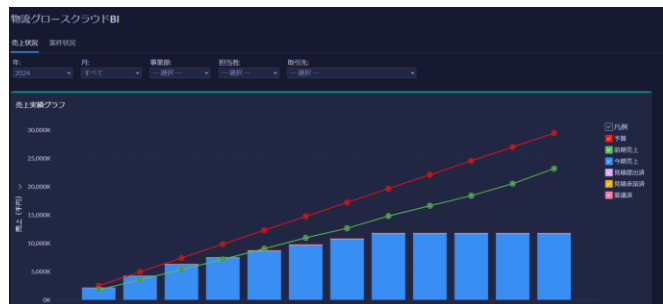 物流グロースクラウドBI
売上状況 案件状況
年: 月: 事業部: 担当者: 取引先:
2024 すべて -- 選択 -- -- 選択 -- -- 選択 --
売上実績グラフ
凡例
予算
前期売上
今期売上
見積提出済
見積承認済
稟議済
売上 (千円)
30,000K
25,000K
20,000K
15,000K
10,000K
5,000K
0K